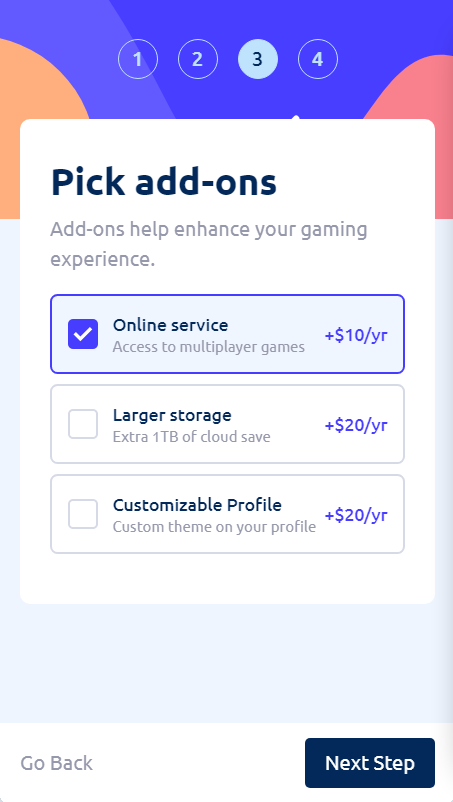 1 2 3 4
Pick add-ons
Add-ons help enhance your gaming
experience.
Online service
Access to multiplayer games
+$10/yr
Larger storage
Extra 1TB of cloud save
+$20/yr
Customizable Profile
Custom theme on your profile
+$20/yr
Go Back
Next Step